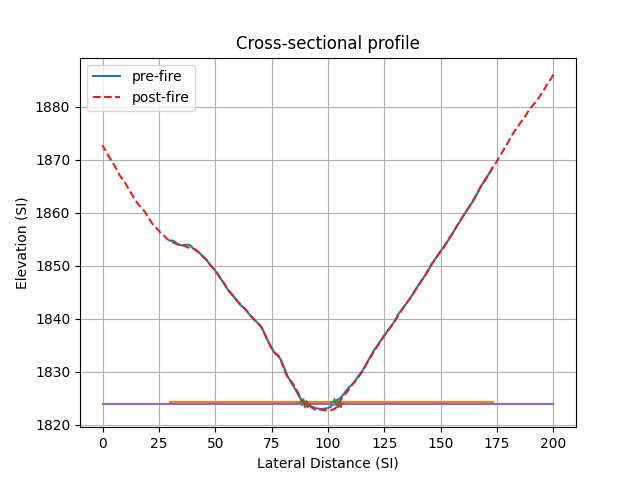 Cross-sectional profile
pre-fire
post-fire
Elevation (SI)
1880
1870
1860
1850
1840
1830
1820
0 25 50 75 100 125 150 175 200
Lateral Distance (SI)